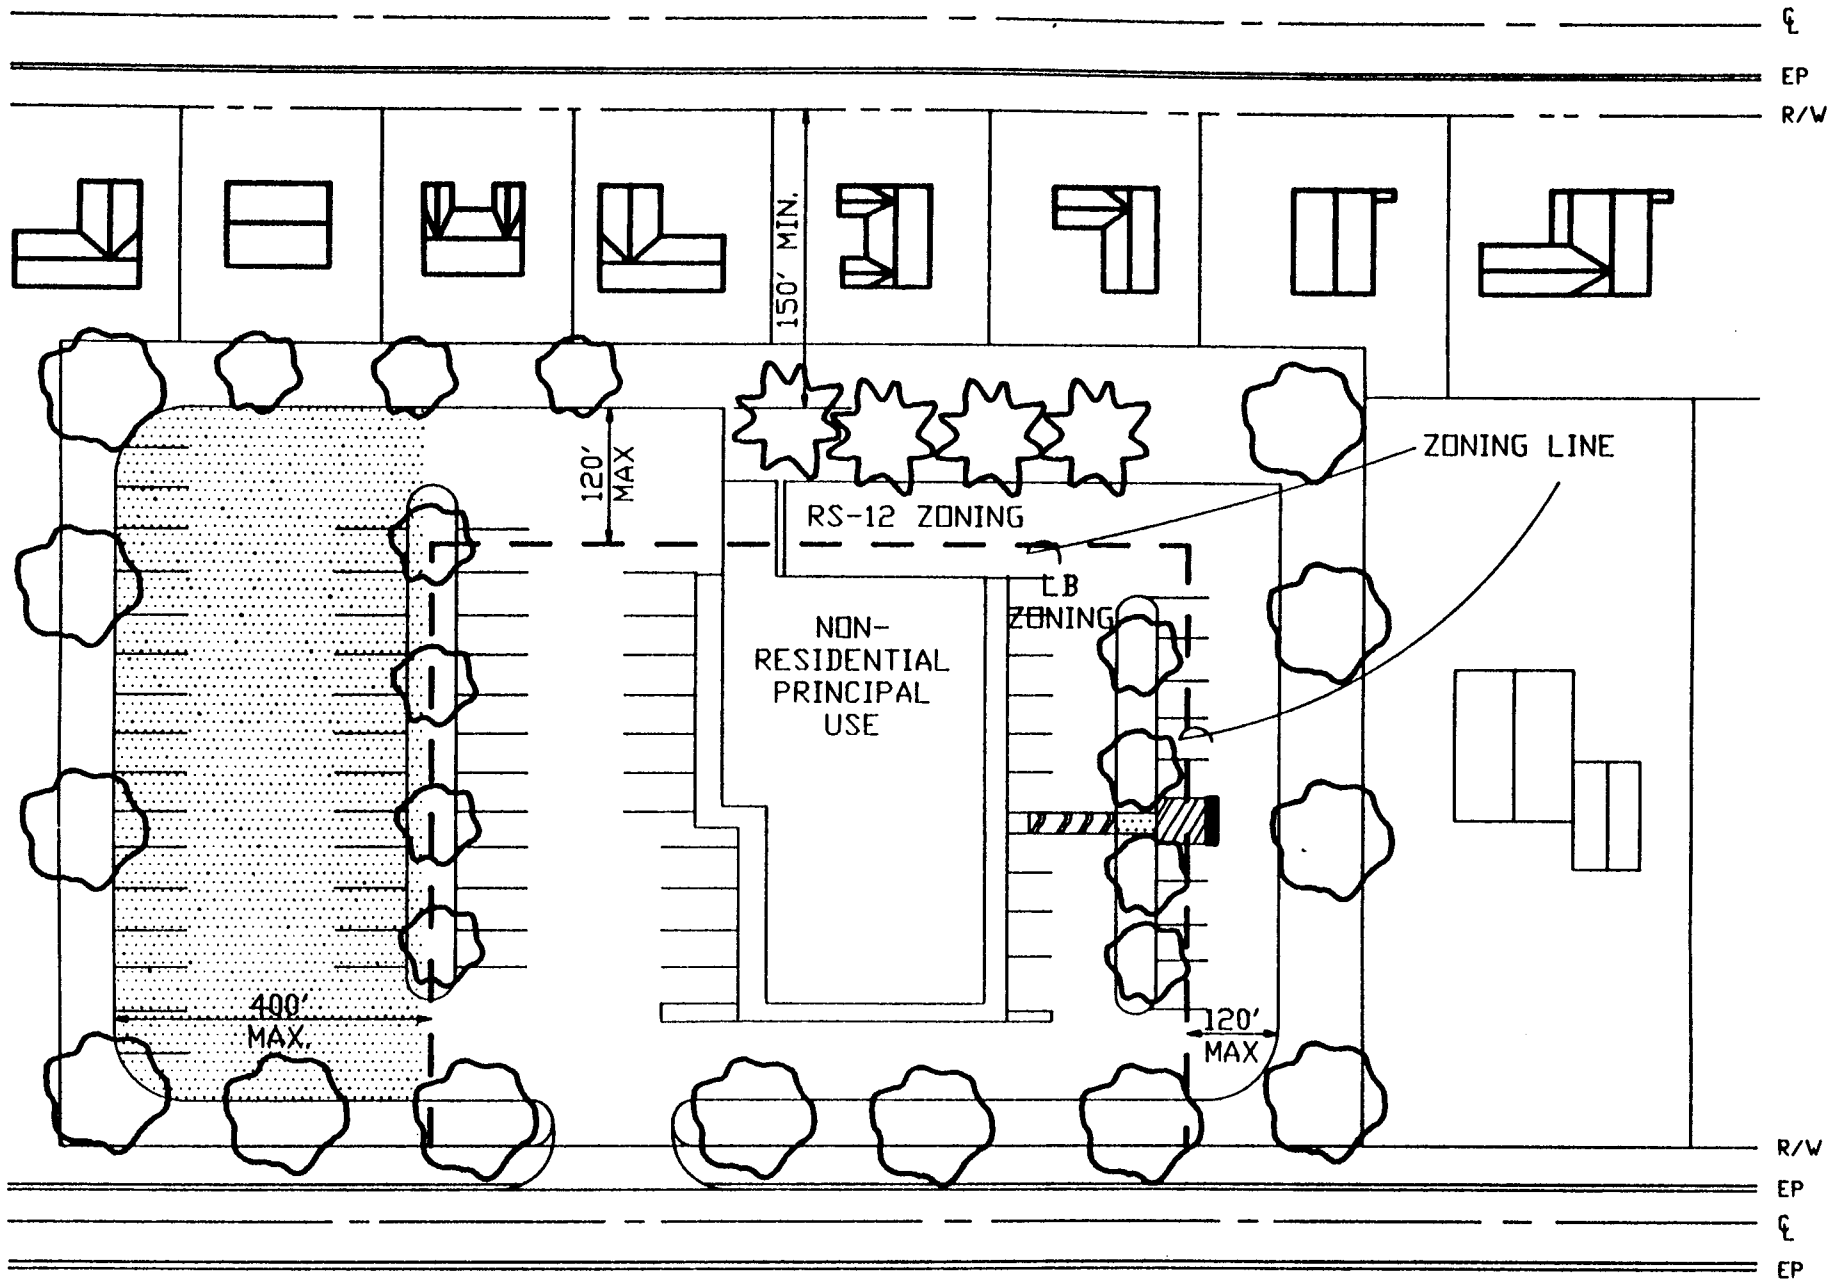 ℄
EP
R/W
150' MIN.
ZONING LINE
120'
MAX
RS-12 ZONING
LB
ZONING
NON-
RESIDENTIAL
PRINCIPAL
USE
400'
MAX.
120'
MAX
R/W
EP
℄
EP